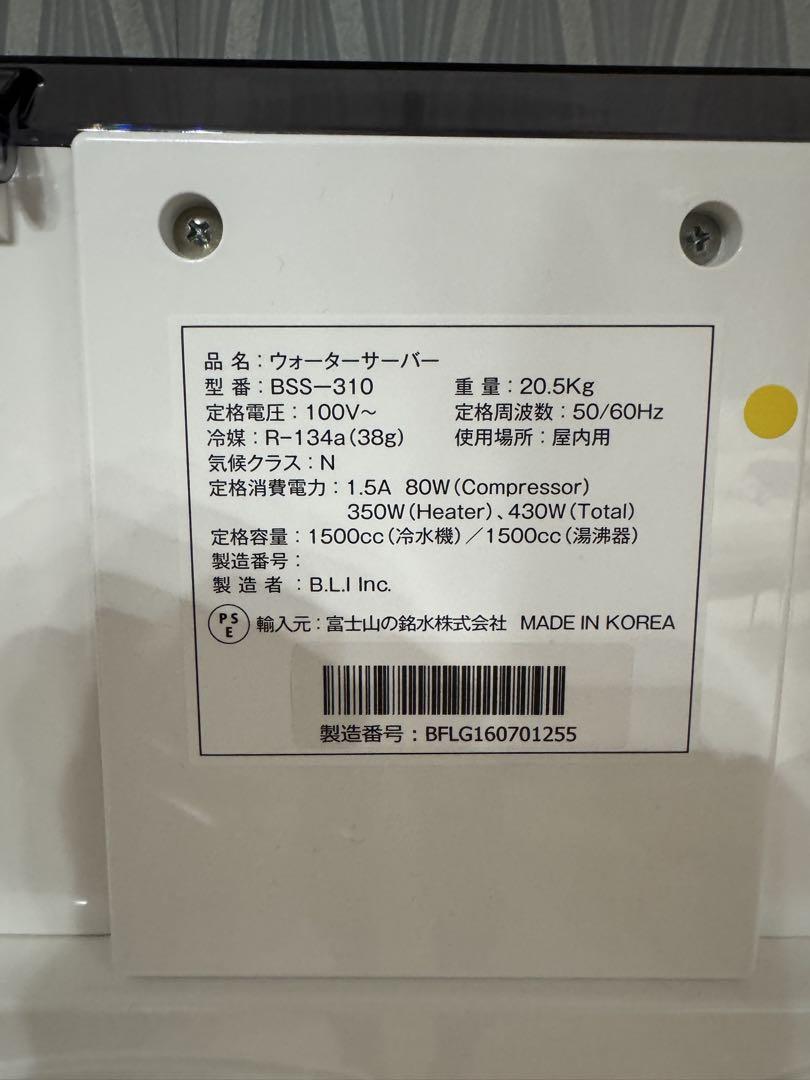 品 名：ウォーターサーバー
型 番：BSS-310 重 量：20.5Kg
定格電圧：100V～ 定格周波数：50/60Hz
冷媒：R-134a(38g) 使用場所：屋内用
気候クラス：N
定格消費電力：1.5A 80W(Compressor)
350W(Heater)、430W(Total)
定格容量：1500cc(冷水機)／1500cc(湯沸器)
製造番号：
製 造 者 ：B.L.I Inc.
PSE 輸入元：富士山の銘水株式会社 MADE IN KOREA
製造番号：BFLG160701255